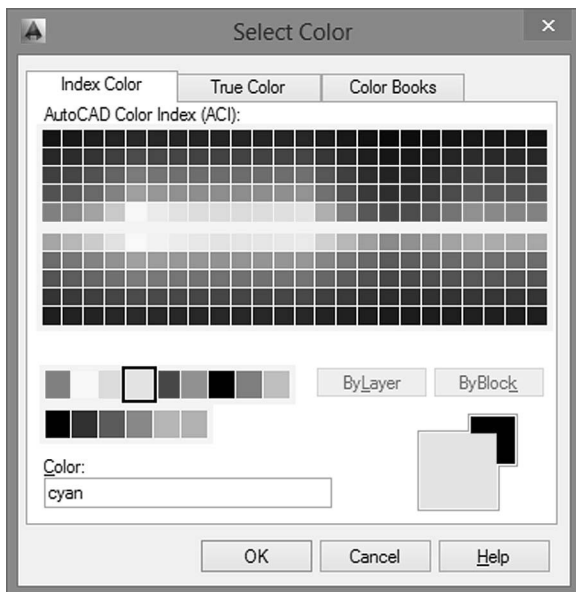 Select Color
Index Color
True Color
Color Books
AutoCAD Color Index (ACI):
ByLayer
ByBlock
Color:
cyan
OK
Cancel
Help